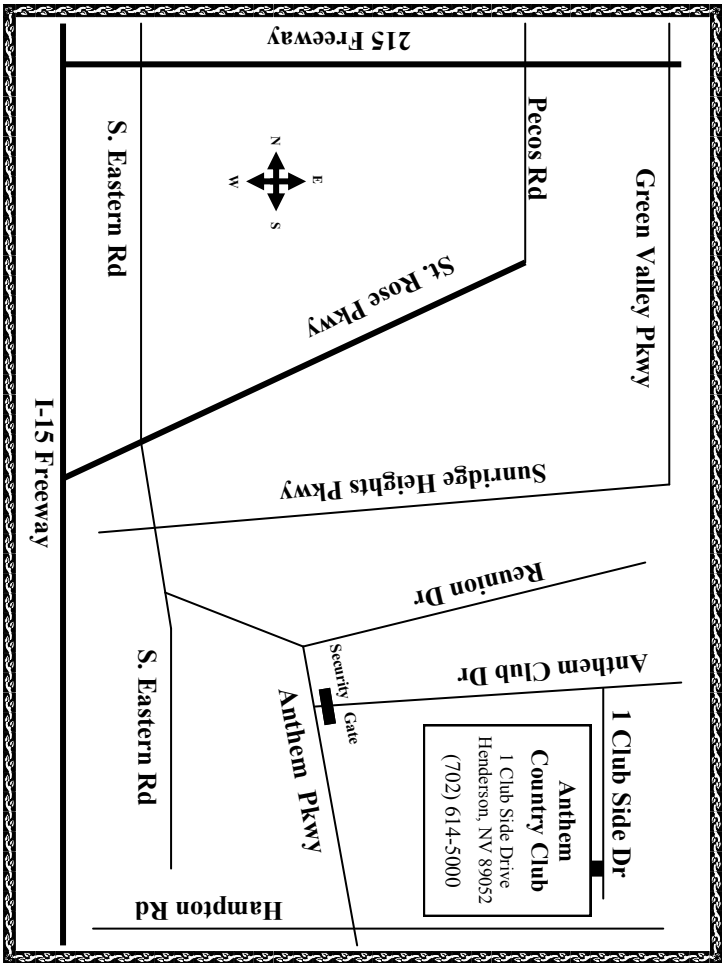 215 Freeway
S. Eastern Rd
N
E
S
W
Pecos Rd
Green Valley Pkwy
St. Rose Pkwy
I-15 Freeway
Sunridge Heights Pkwy
Reunion Dr
S. Eastern Rd
Anthem Pkwy
Security
Gate
Anthem Club Dr
1 Club Side Dr
Anthem
Country Club
1 Club Side Drive
Henderson, NV 89052
(702) 614-5000
Hampton Rd